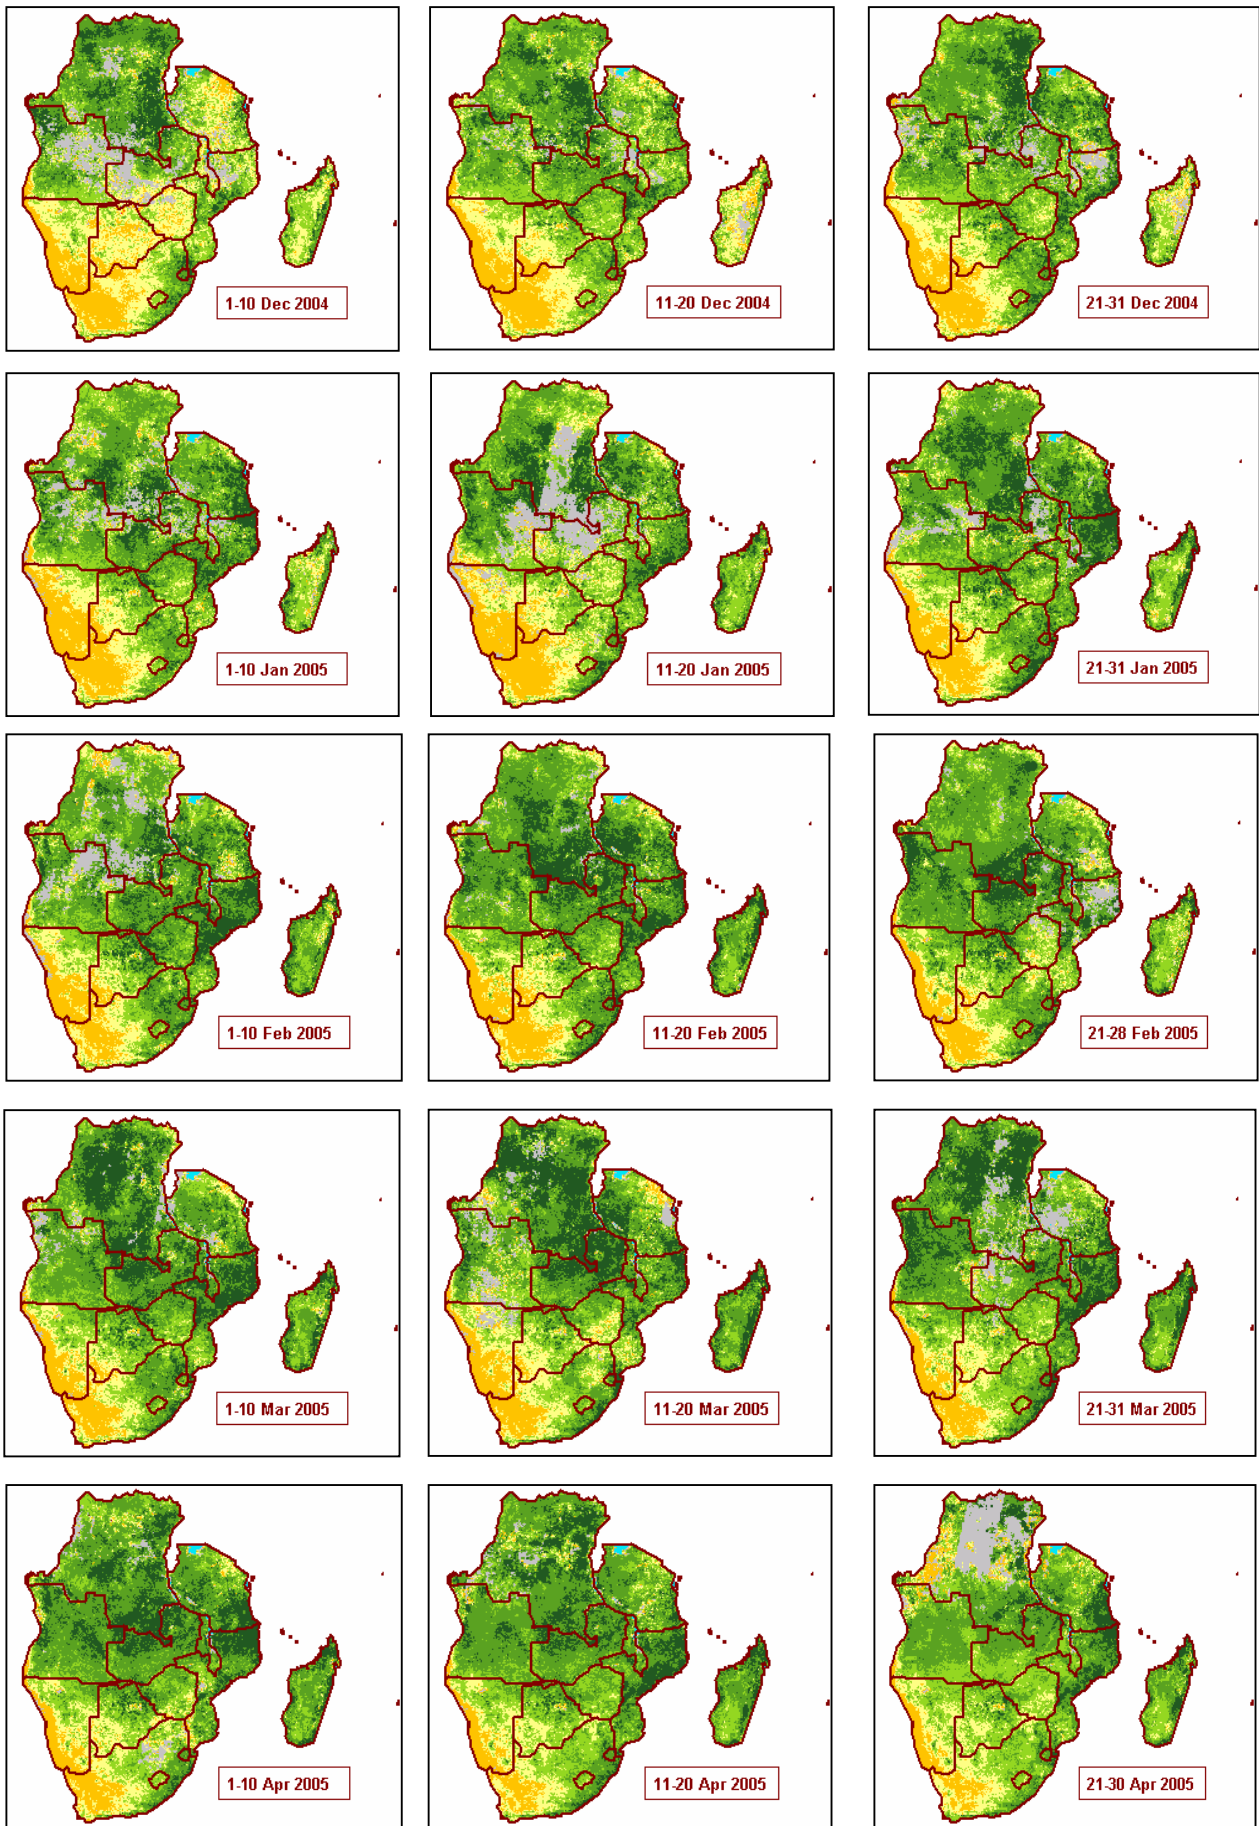 1-10 Dec 2004
11-20 Dec 2004
21-31 Dec 2004
1-10 Jan 2005
11-20 Jan 2005
21-31 Jan 2005
1-10 Feb 2005
11-20 Feb 2005
21-28 Feb 2005
1-10 Mar 2005
11-20 Mar 2005
21-31 Mar 2005
1-10 Apr 2005
11-20 Apr 2005
21-30 Apr 2005